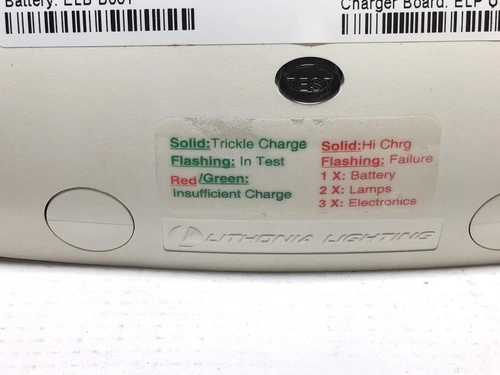 Battery: ELB B001
Charger Board: ELP
TEST
Solid:Trickle Charge
Flashing: In Test
Red/Green:
Insufficient Charge
Solid:Hi Chrg
Flashing: Failure
1 X: Battery
2 X: Lamps
3 X: Electronics
LITHONIA LIGHTING